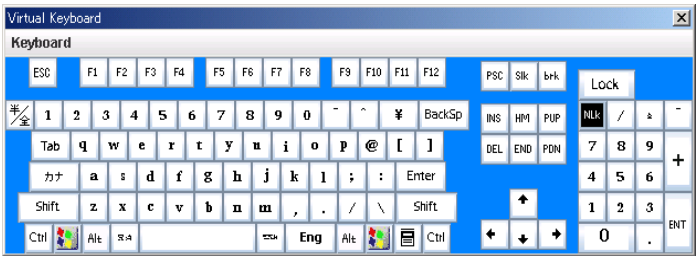 Virtual Keyboard
Keyboard
ESC F1 F2 F3 F4 F5 F6 F7 F8 F9 F10 F11 F12 PSC Slk brk Lock
半/全 1 2 3 4 5 6 7 8 9 0 - ^ ¥ BackSp INS HM PUP NLk / * -
Tab q w e r t y u i o p @ [ ] DEL END PDN 7 8 9 +
カナ a s d f g h j k l ; : Enter 4 5 6
Shift z x c v b n m , . / \ Shift 1 2 3 ENT
Ctrl Alt Eng Alt Ctrl 0 .